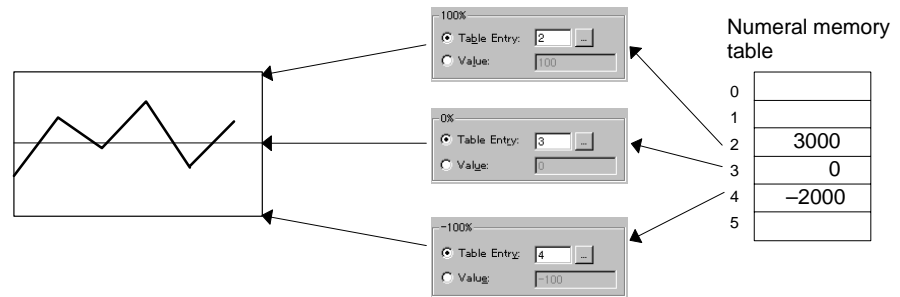 100%
Table Entry: 2 ...
Value: 100
0%
Table Entry: 3 ...
Value: 0
-100%
Table Entry: 4 ...
Value: -100
Numeral memory
table
0
1
2 3000
3 0
4 –2000
5